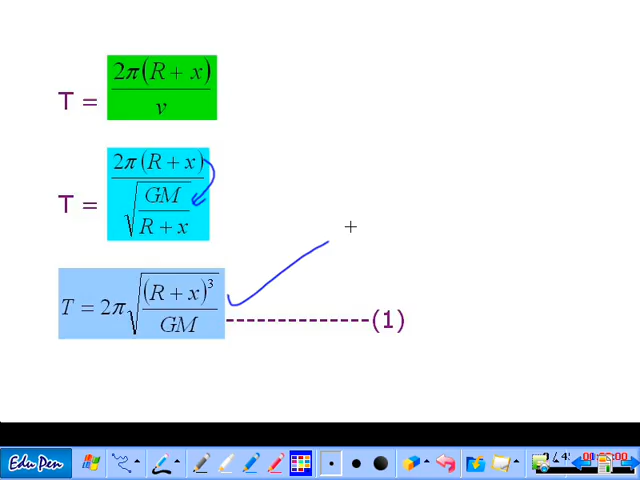 T = 2π(R + x) / v
T = 2π(R + x) / √(GM / (R + x))
T = 2π√((R + x)³ / GM) --------------(1)
Edu Pen